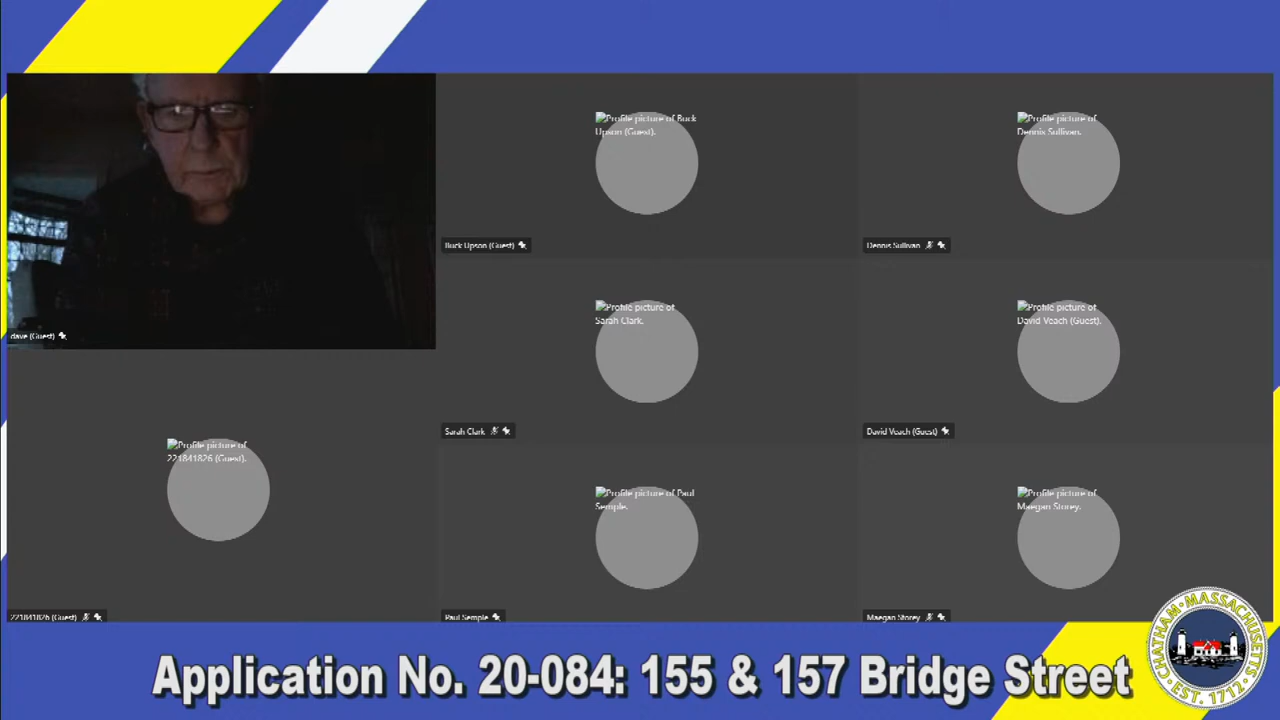 Profile picture of Buck
Upson (Guest).
Profile picture of
Dennis Sullivan.
Buck Upson (Guest)
Dennis Sullivan
Profile picture of
Sarah Clark.
Profile picture of
David Veach (Guest).
dave (Guest)
Sarah Clark
David Veach (Guest)
Profile picture of
221841826 (Guest).
Profile picture of Paul
Semple.
Profile picture of
Maegan Storey.
221841826 (Guest)
Paul Semple
Maegan Storey
CHATHAM · MASSACHUSETTS
EST. 1712
Application No. 20-084: 155 & 157 Bridge Street